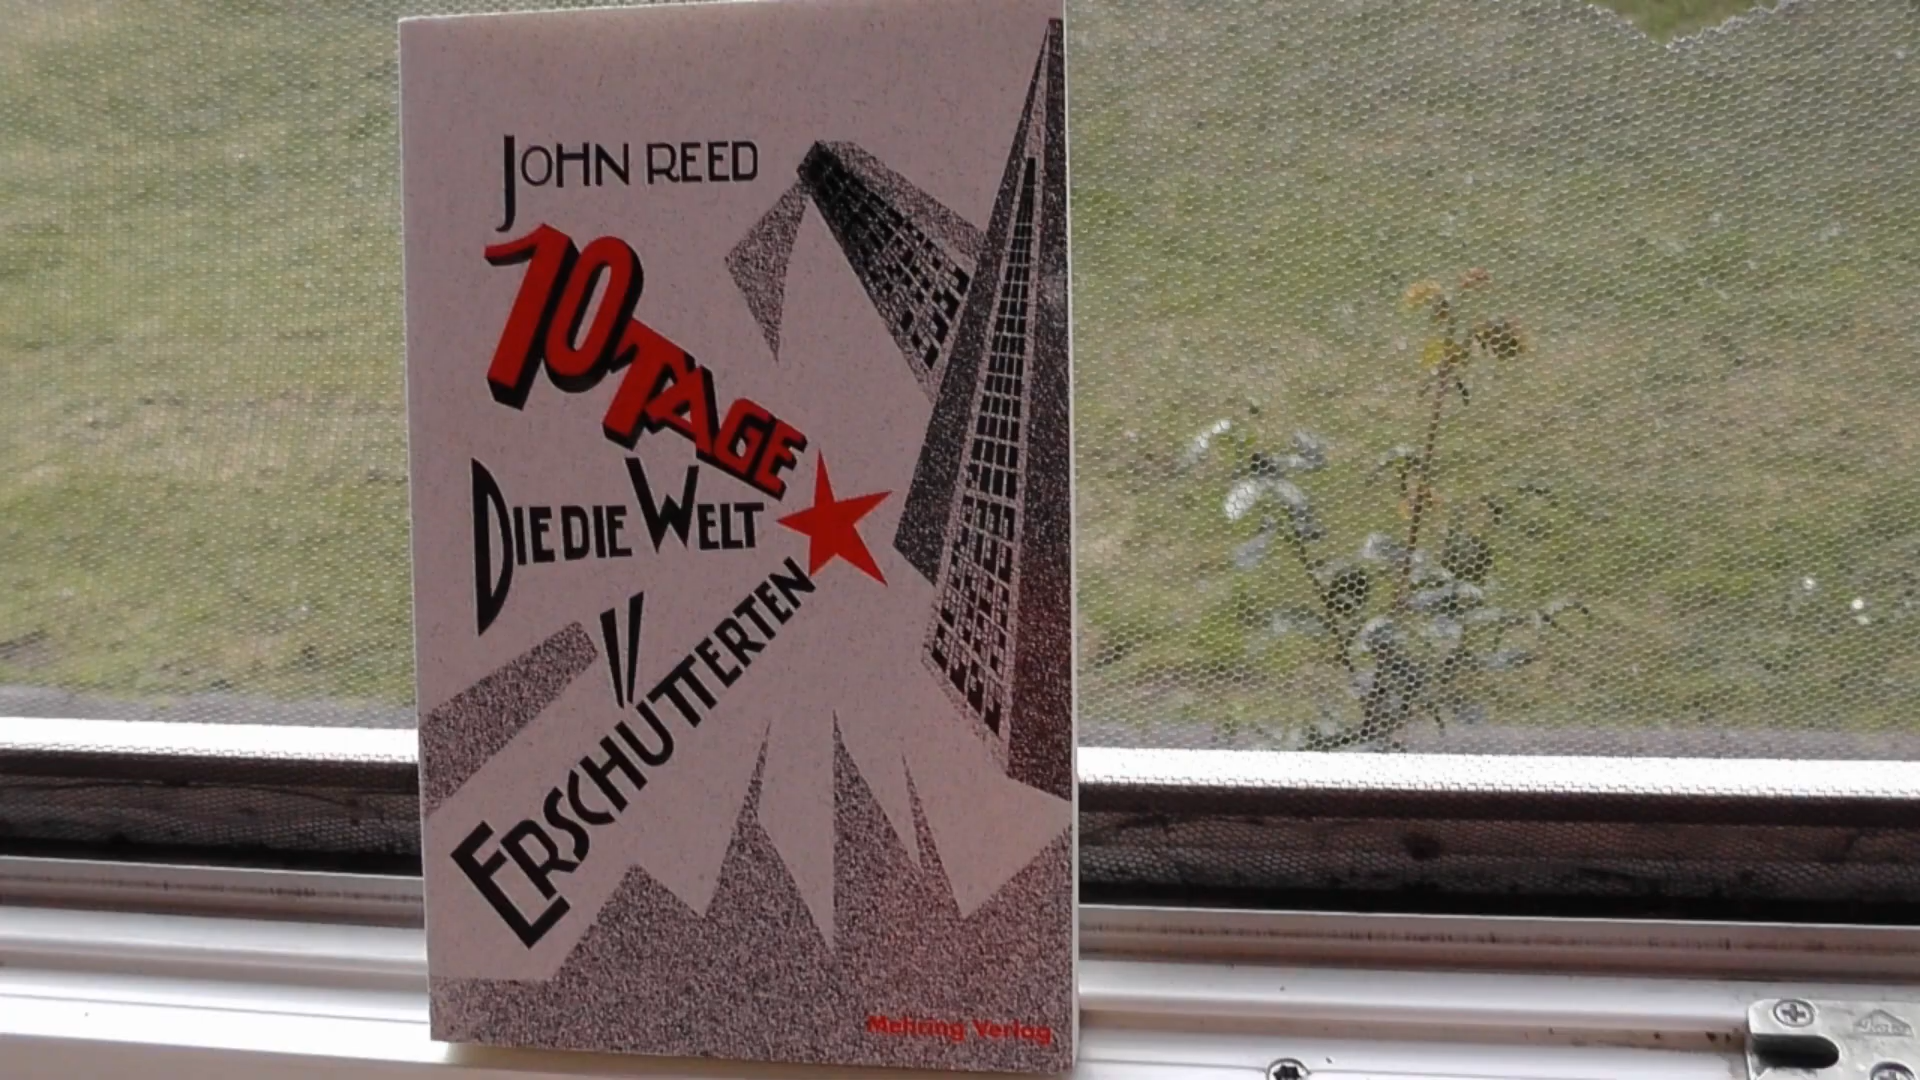 JOHN REED
10 TAGE
DIE DIE WELT
ERSCHÜTTERTEN
Mehring Verlag